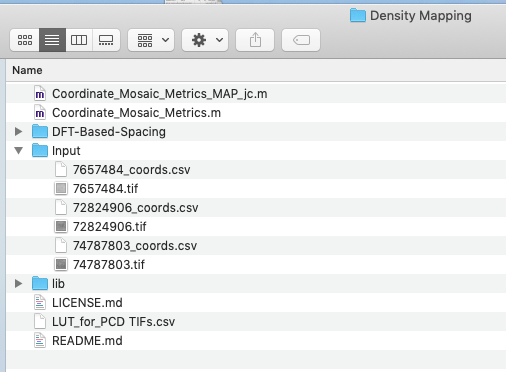 Density Mapping
Name
Coordinate_Mosaic_Metrics_MAP_jc.m
Coordinate_Mosaic_Metrics.m
DFT-Based-Spacing
Input
7657484_coords.csv
7657484.tif
72824906_coords.csv
72824906.tif
74787803_coords.csv
74787803.tif
lib
LICENSE.md
LUT_for_PCD TIFs.csv
README.md